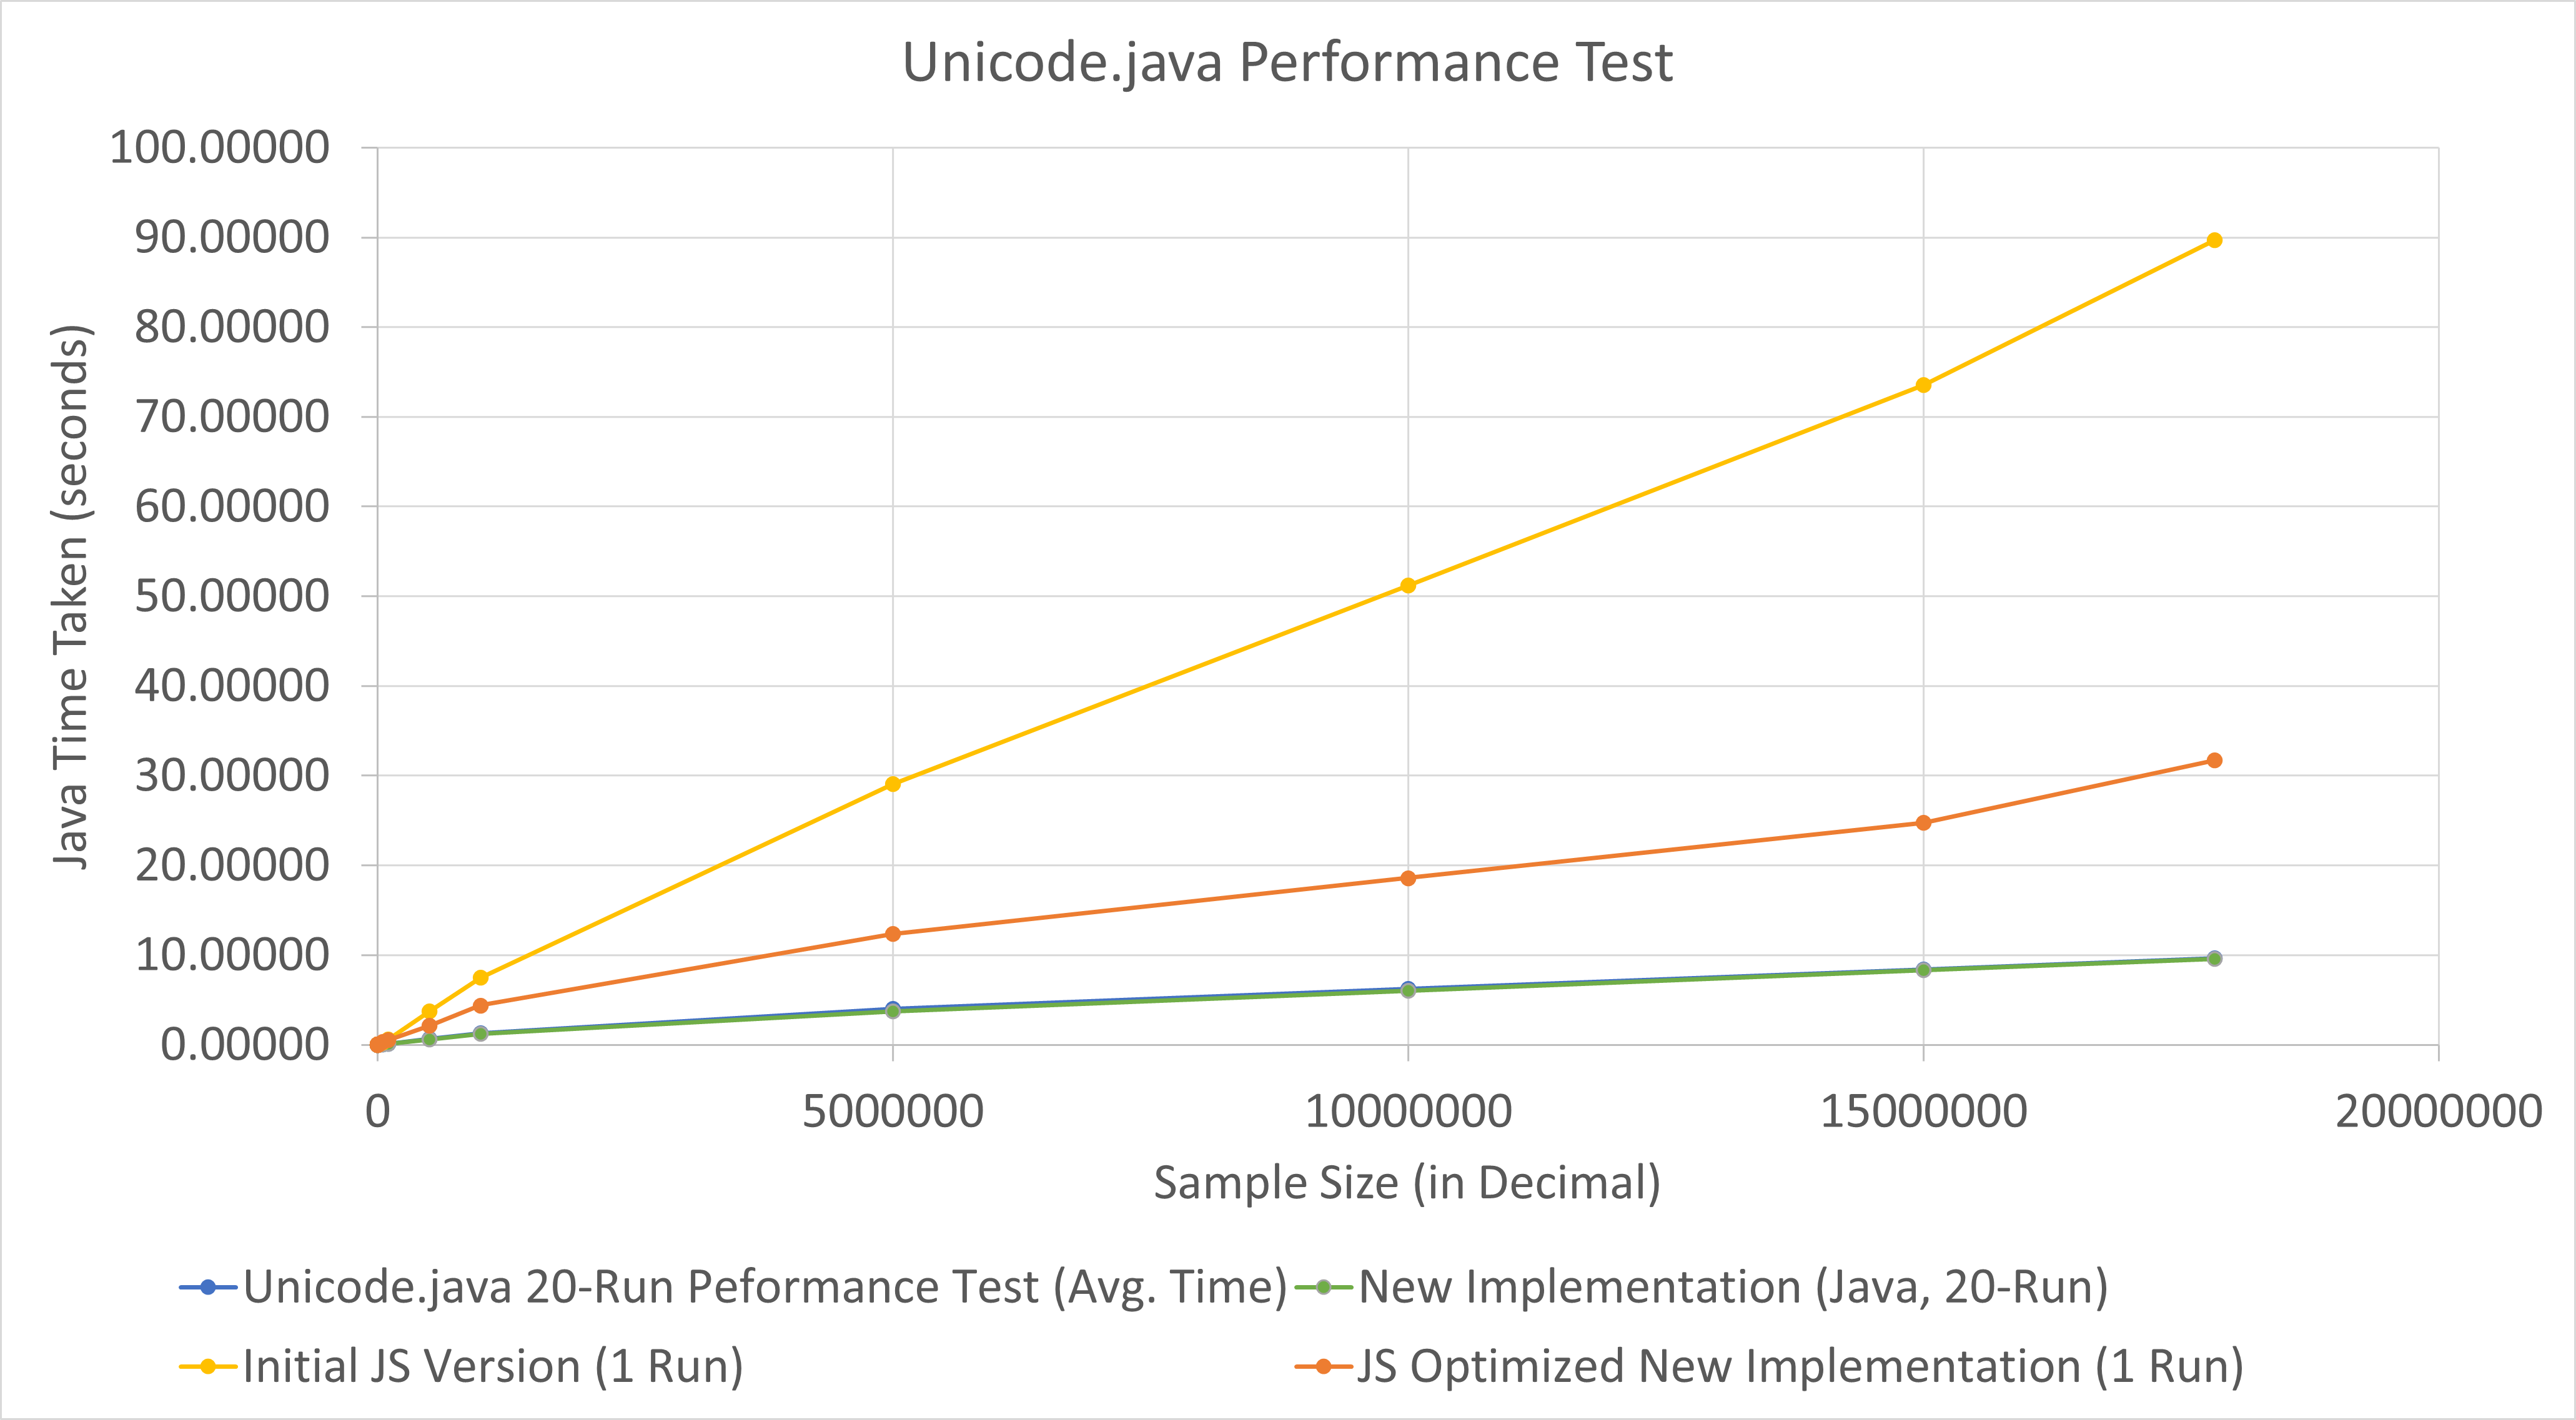 Unicode.java Performance Test
100.00000
90.00000
80.00000
70.00000
60.00000
50.00000
40.00000
30.00000
20.00000
10.00000
0.00000
Java Time Taken (seconds)
0 5000000 10000000 15000000 20000000
Sample Size (in Decimal)
Unicode.java 20-Run Peformance Test (Avg. Time) New Implementation (Java, 20-Run)
Initial JS Version (1 Run) JS Optimized New Implementation (1 Run)